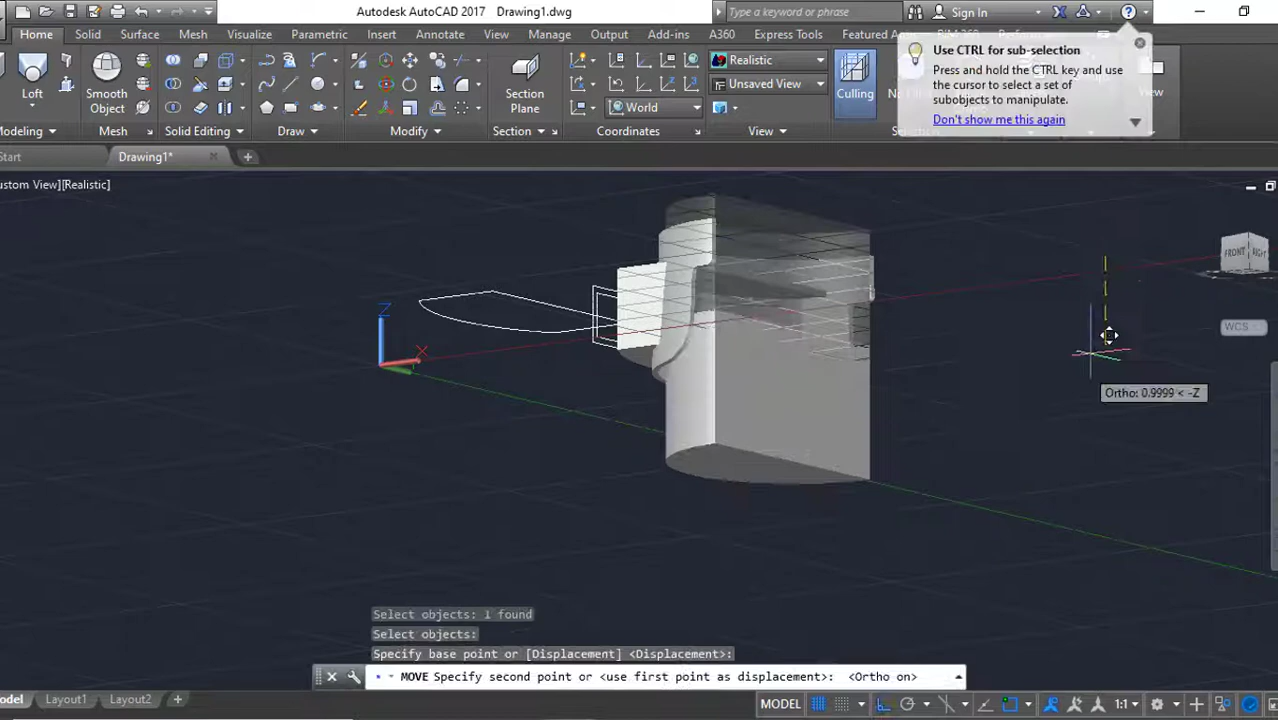 Autodesk AutoCAD 2017 Drawing1.dwg
Type a keyword or phrase
Sign In
Home Solid Surface Mesh Visualize Parametric Insert Annotate View Manage Output Add-ins A360 Express Tools Featured
Use CTRL for sub-selection
Press and hold the CTRL key and use
the cursor to select a set of
subobjects to manipulate.
Don't show me this again
Loft
Smooth
Object
Section
Plane
World
Realistic
Unsaved View
Culling
View
odeling
Mesh
Solid Editing
Draw
Modify
Section
Coordinates
View
Start
Drawing1*
ustom View][Realistic]
Z
X
FRONT
RIGHT
WCS
Ortho: 0.9999 < -Z
Select objects: 1 found
Select objects:
Specify base point or [Displacement] <Displacement>:
MOVE Specify second point or <use first point as displacement>: <Ortho on>
odel
Layout1
Layout2
MODEL
1:1